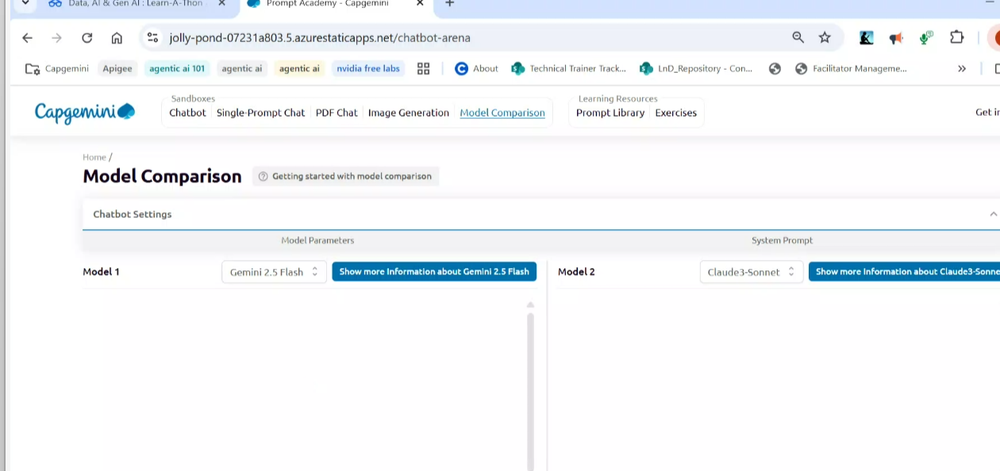 Data, AI & Gen AI : Learn-A-Thon
Prompt Academy - Capgemini
jolly-pond-07231a803.5.azurestaticapps.net/chatbot-arena
Capgemini Apigee agentic ai 101 agentic ai agentic ai nvidia free labs About Technical Trainer Track... LnD_Repository - Con... Facilitator Manageme...
Capgemini
Sandboxes
Chatbot Single-Prompt Chat PDF Chat Image Generation Model Comparison
Learning Resources
Prompt Library Exercises
Get in
Home /
Model Comparison
Getting started with model comparison
Chatbot Settings
Model Parameters System Prompt
Model 1 Gemini 2.5 Flash Show more Information about Gemini 2.5 Flash
Model 2 Claude3-Sonnet Show more Information about Claude3-Sonne